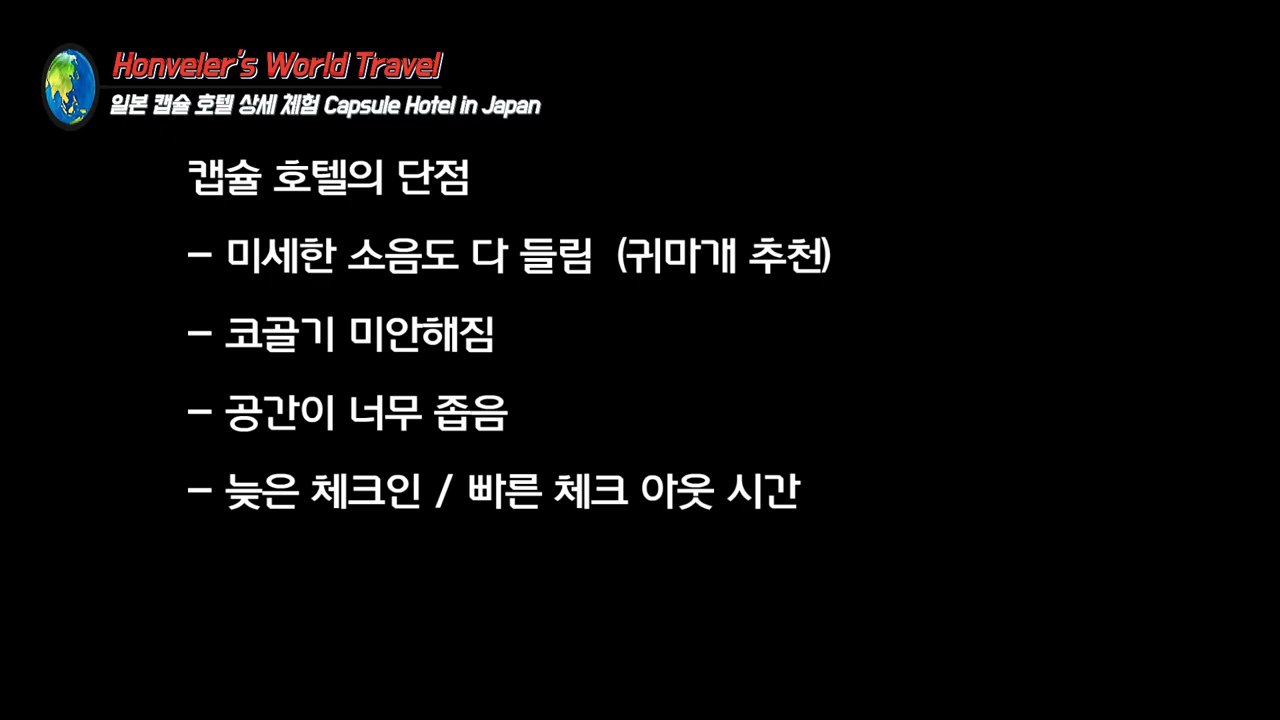 Honveler's World Travel
일본 캡슐 호텔 상세 체험 Capsule Hotel in Japan
캡슐 호텔의 단점
- 미세한 소음도 다 들림 (귀마개 추천)
- 코골기 미안해짐
- 공간이 너무 좁음
- 늦은 체크인 / 빠른 체크 아웃 시간